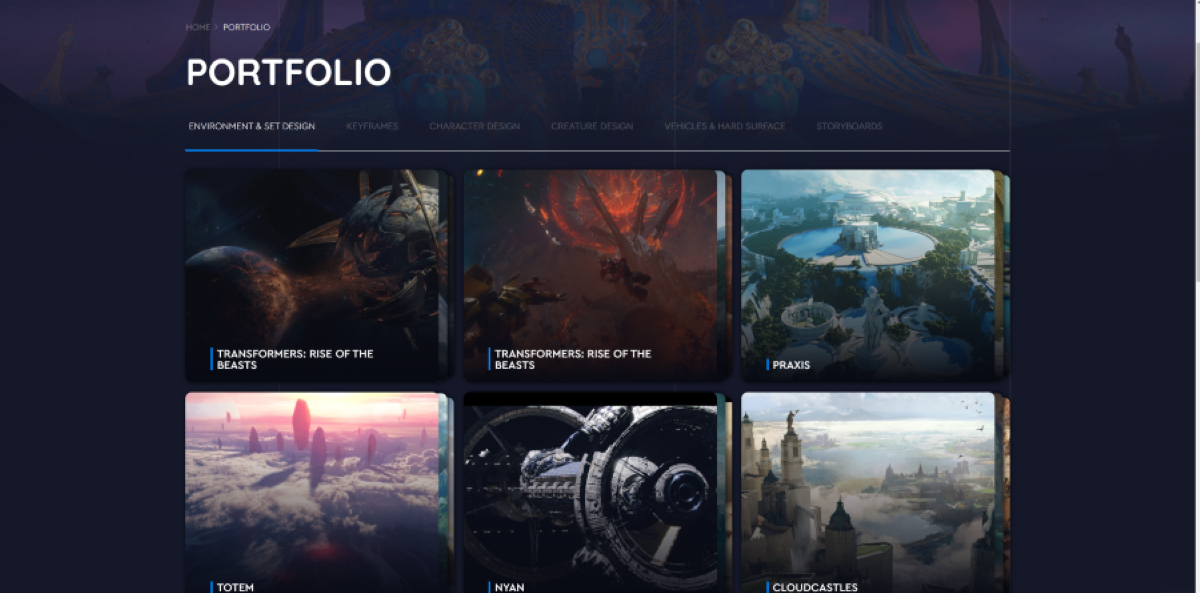 HOME > PORTFOLIO
PORTFOLIO
ENVIRONMENT & SET DESIGN KEYFRAMES CHARACTER DESIGN CREATURE DESIGN VEHICLES & HARD SURFACE STORYBOARDS
TRANSFORMERS: RISE OF THE
BEASTS
TRANSFORMERS: RISE OF THE
BEASTS
PRAXIS
TOTEM
NYAN
CLOUDCASTLES